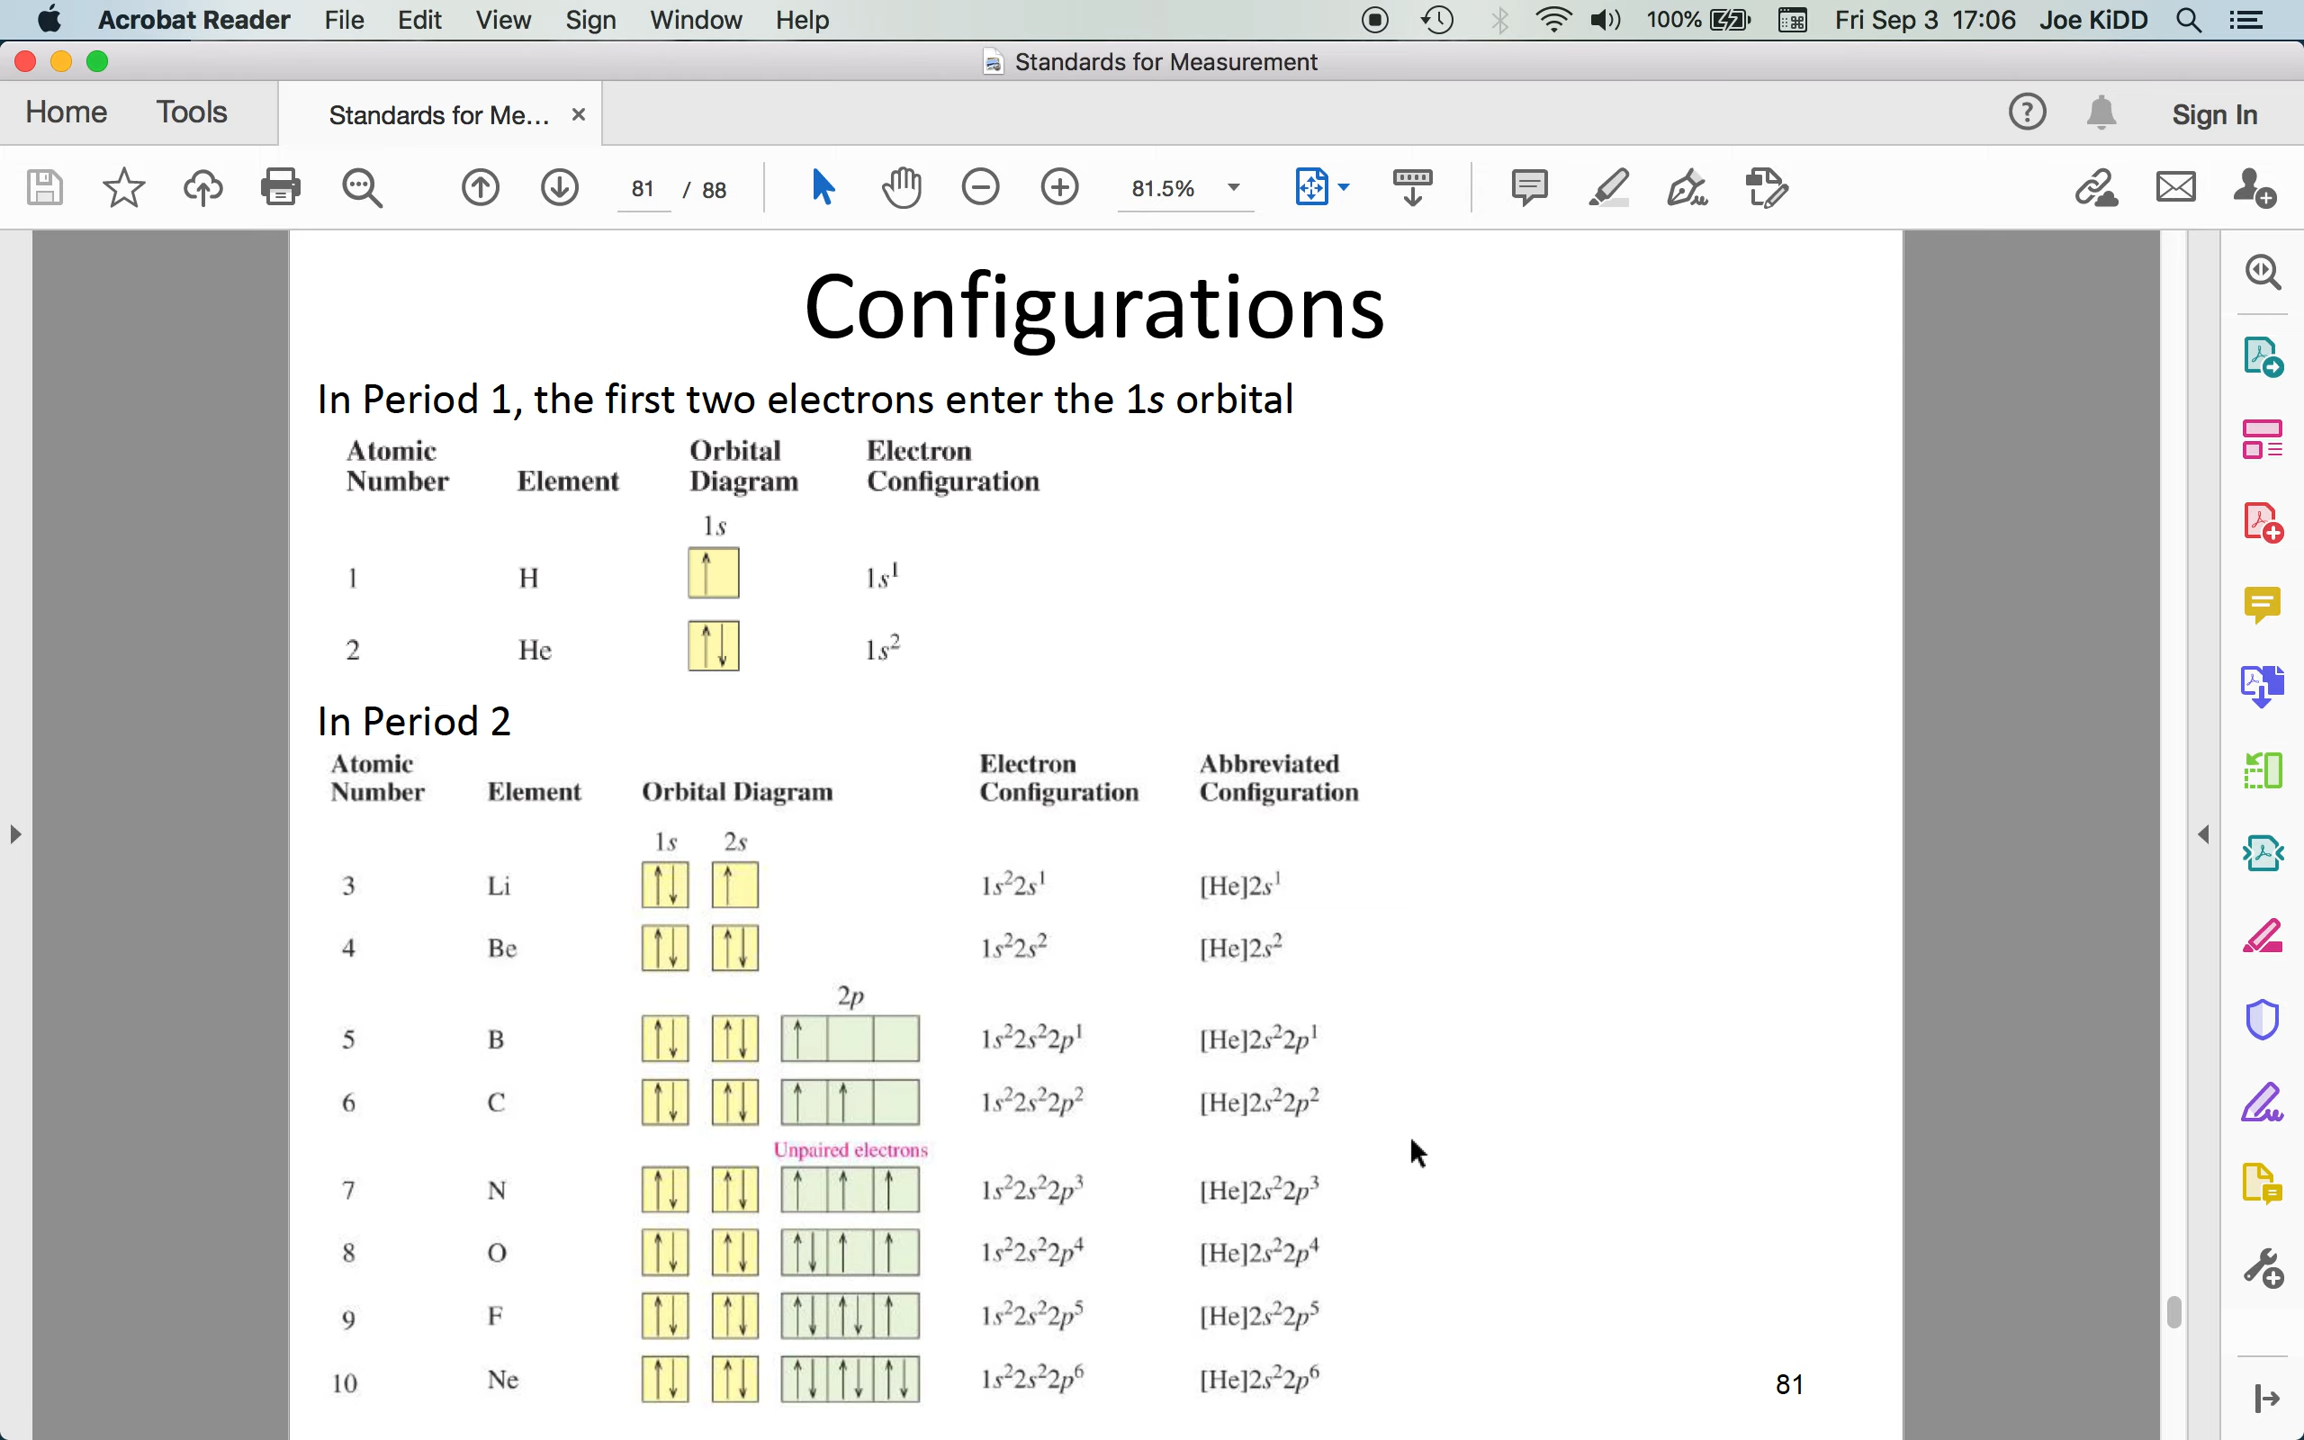 Acrobat Reader File Edit View Sign Window Help 100% Fri Sep 3 17:06 Joe KiDD
Standards for Measurement
Home Tools Standards for Me... × Sign In
81 / 88 81.5%
Configurations
In Period 1, the first two electrons enter the 1s orbital
Atomic Number Element Orbital Diagram Electron Configuration
1s
1 H 1s¹
2 He 1s²
In Period 2
Atomic Number Element Orbital Diagram Electron Configuration Abbreviated Configuration
1s 2s
3 Li 1s²2s¹ [He]2s¹
4 Be 1s²2s² [He]2s²
2p
5 B 1s²2s²2p¹ [He]2s²2p¹
6 C 1s²2s²2p² [He]2s²2p²
Unpaired electrons
7 N 1s²2s²2p³ [He]2s²2p³
8 O 1s²2s²2p⁴ [He]2s²2p⁴
9 F 1s²2s²2p⁵ [He]2s²2p⁵
10 Ne 1s²2s²2p⁶ [He]2s²2p⁶
81